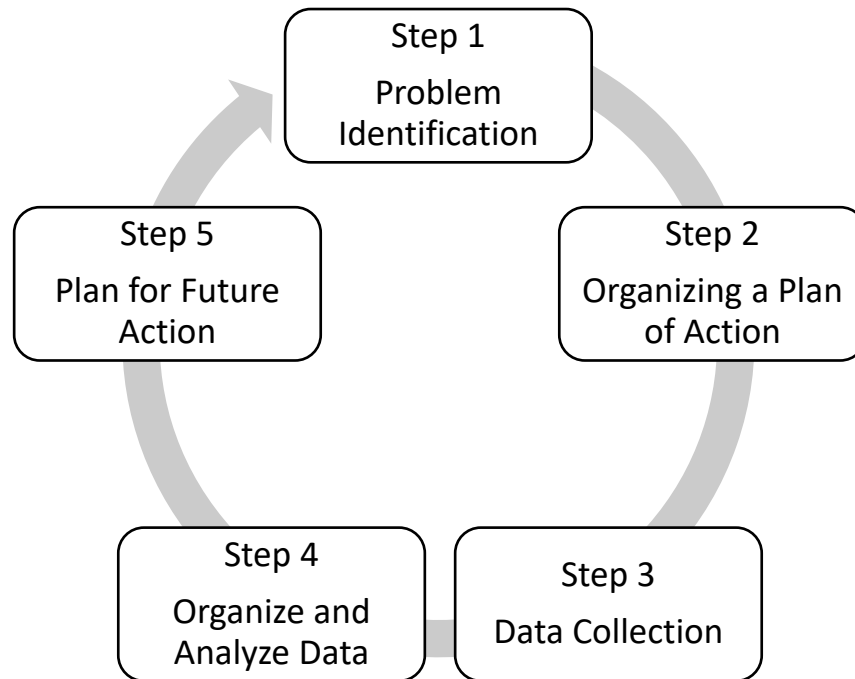 Step 1
Problem
Identification
Step 2
Organizing a Plan
of Action
Step 3
Data Collection
Step 4
Organize and
Analyze Data
Step 5
Plan for Future
Action